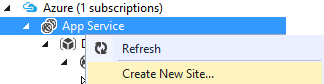 Azure (1 subscriptions)
App Service
Refresh
Create New Site...